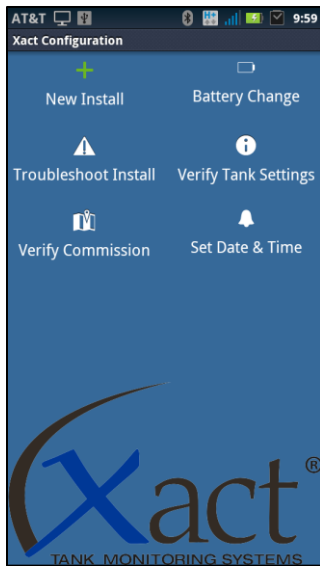 AT&T 9:59
Xact Configuration
New Install Battery Change
Troubleshoot Install Verify Tank Settings
Verify Commission Set Date & Time
Xact®
TANK MONITORING SYSTEMS